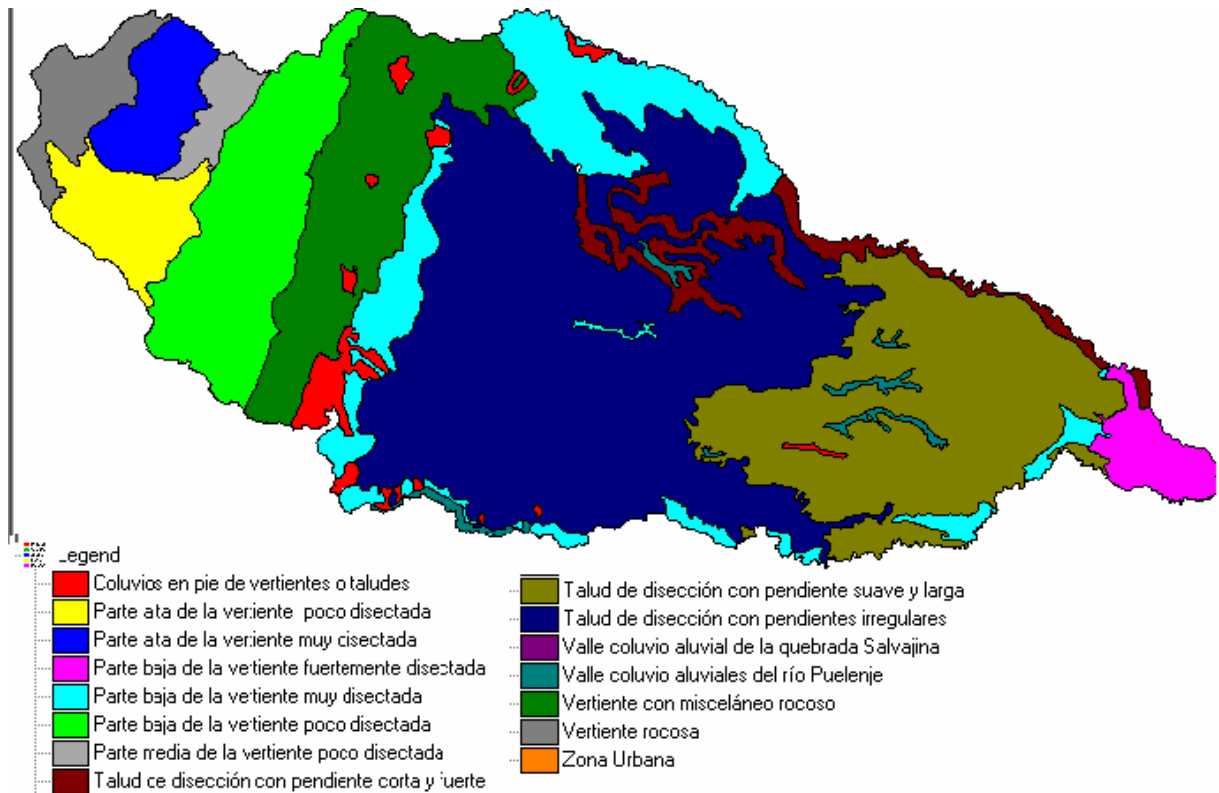 Legend
Coluvios en pie de vertientes o taludes
Parte ata de la vertiente poco disectada
Parte ata de la vertiente muy cisectada
Parte baja de la vertiente fuertemente disectada
Parte baja de la vertiente muy disectada
Parte baja de la vertiente poco disectada
Parte media de la vertiente poco disectada
Talud de disección con pendiente corta y fuerte
Talud de disección con pendiente suave y larga
Talud de disección con pendientes irregulares
Valle coluvio aluvial de la quebrada Salvajina
Valle coluvio aluviales del río Puelenje
Vertiente con misceláneo rocoso
Vertiente rocosa
Zona Urbana